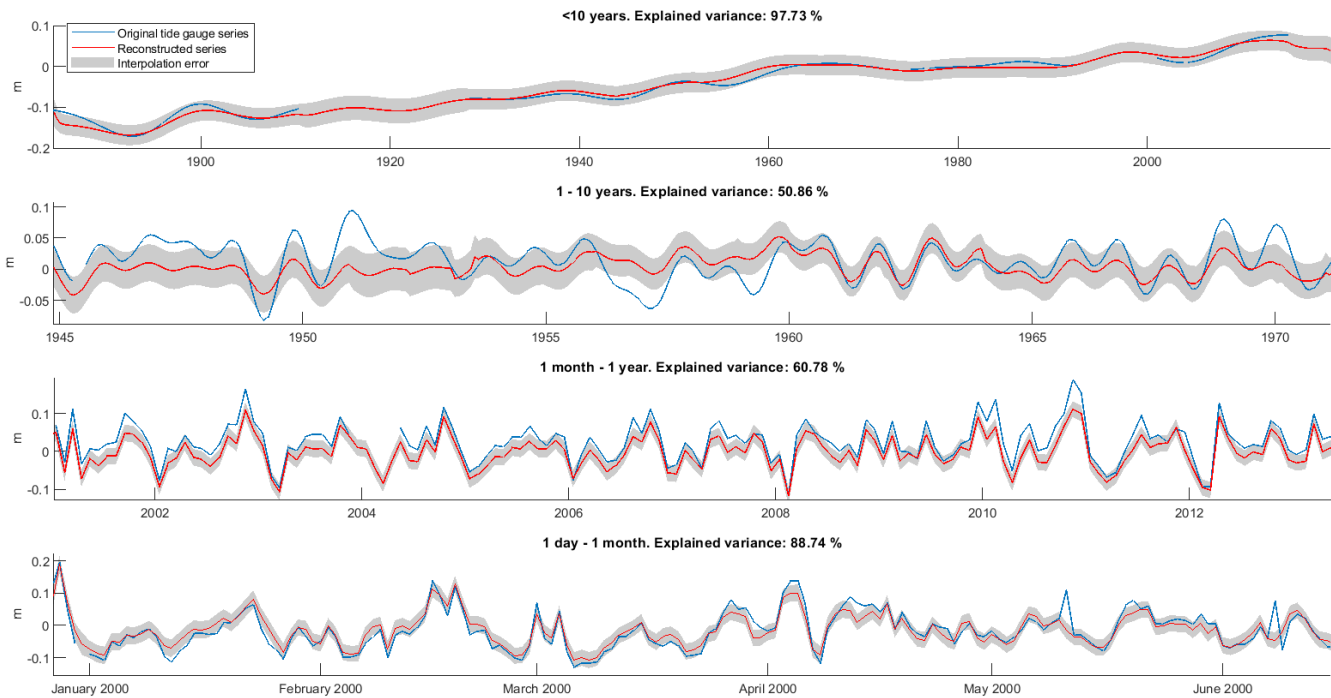 <10 years. Explained variance: 97.73 %
Original tide gauge series
Reconstructed series
Interpolation error
0.1
0
-0.1
-0.2
m
1900 1920 1940 1960 1980 2000
1 - 10 years. Explained variance: 50.86 %
0.1
0.05
0
-0.05
m
1945 1950 1955 1960 1965 1970
1 month - 1 year. Explained variance: 60.78 %
0.1
0
-0.1
m
2002 2004 2006 2008 2010 2012
1 day - 1 month. Explained variance: 88.74 %
0.2
0.1
0
-0.1
m
January 2000 February 2000 March 2000 April 2000 May 2000 June 2000